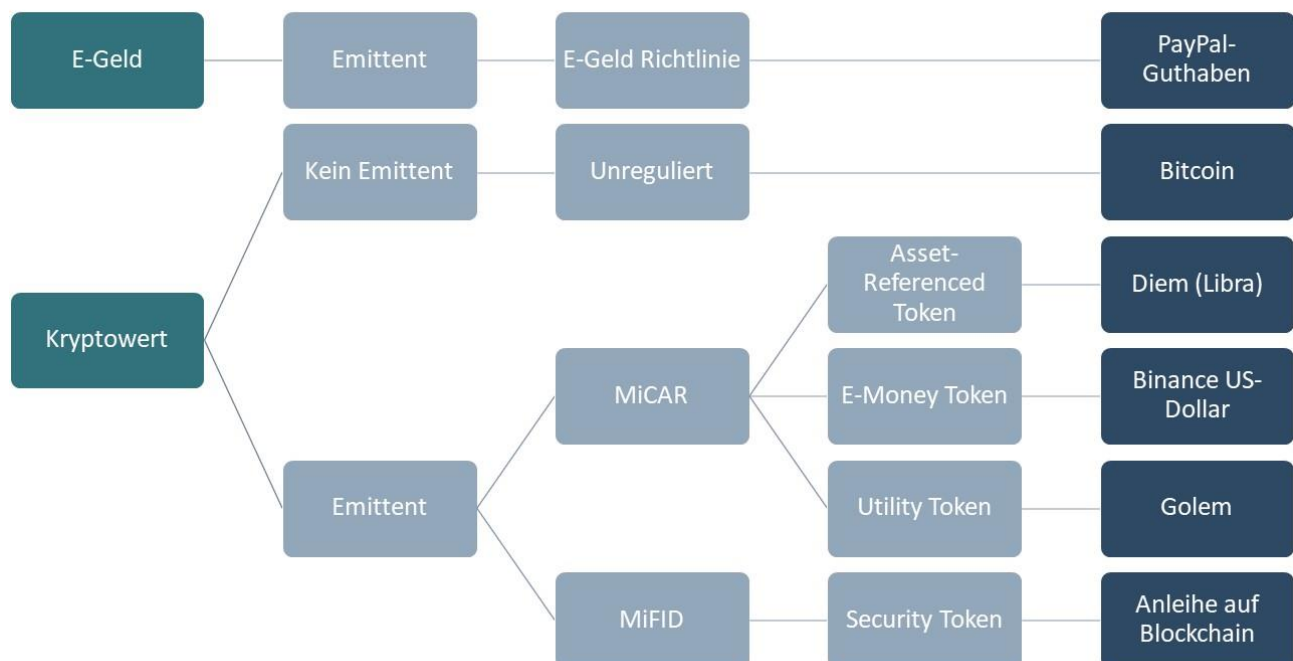 E-Geld
Emittent
E-Geld Richtlinie
PayPal-
Guthaben
Kein Emittent
Unreguliert
Bitcoin
Asset-
Referenced
Token
Diem (Libra)
Kryptowert
MiCAR
E-Money Token
Binance US-
Dollar
Emittent
Utility Token
Golem
MiFID
Security Token
Anleihe auf
Blockchain